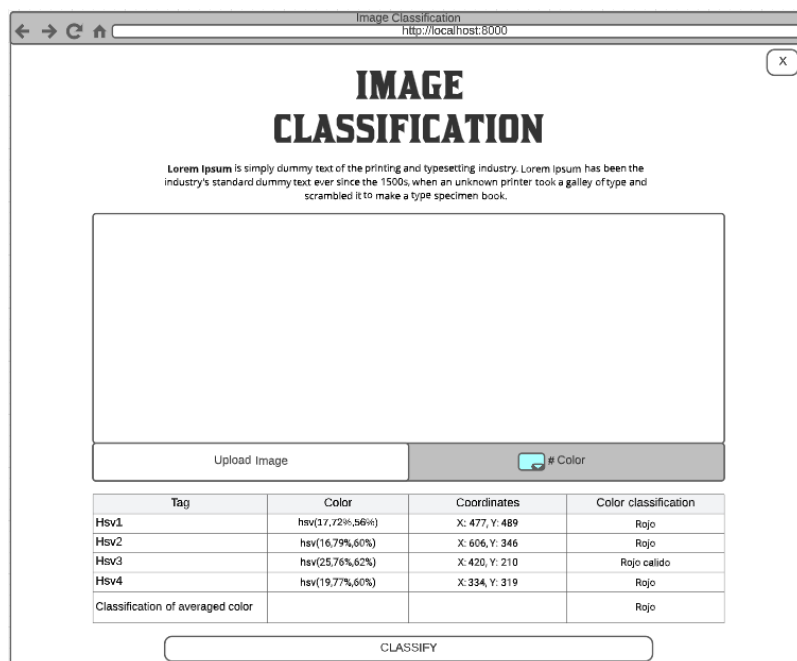 Image Classification
http://localhost:8000
X
IMAGE
CLASSIFICATION
Lorem Ipsum is simply dummy text of the printing and typesetting industry. Lorem Ipsum has been the
industry's standard dummy text ever since the 1500s, when an unknown printer took a galley of type and
scrambled it to make a type specimen book.
Upload Image # Color
Tag Color Coordinates Color classification
Hsv1 hsv(17,72%,56%) X: 477, Y: 489 Rojo
Hsv2 hsv(16,79%,60%) X: 606, Y: 346 Rojo
Hsv3 hsv(25,76%,62%) X: 420, Y: 210 Rojo calido
Hsv4 hsv(19,77%,60%) X: 334, Y: 319 Rojo
Classification of averaged color Rojo
CLASSIFY